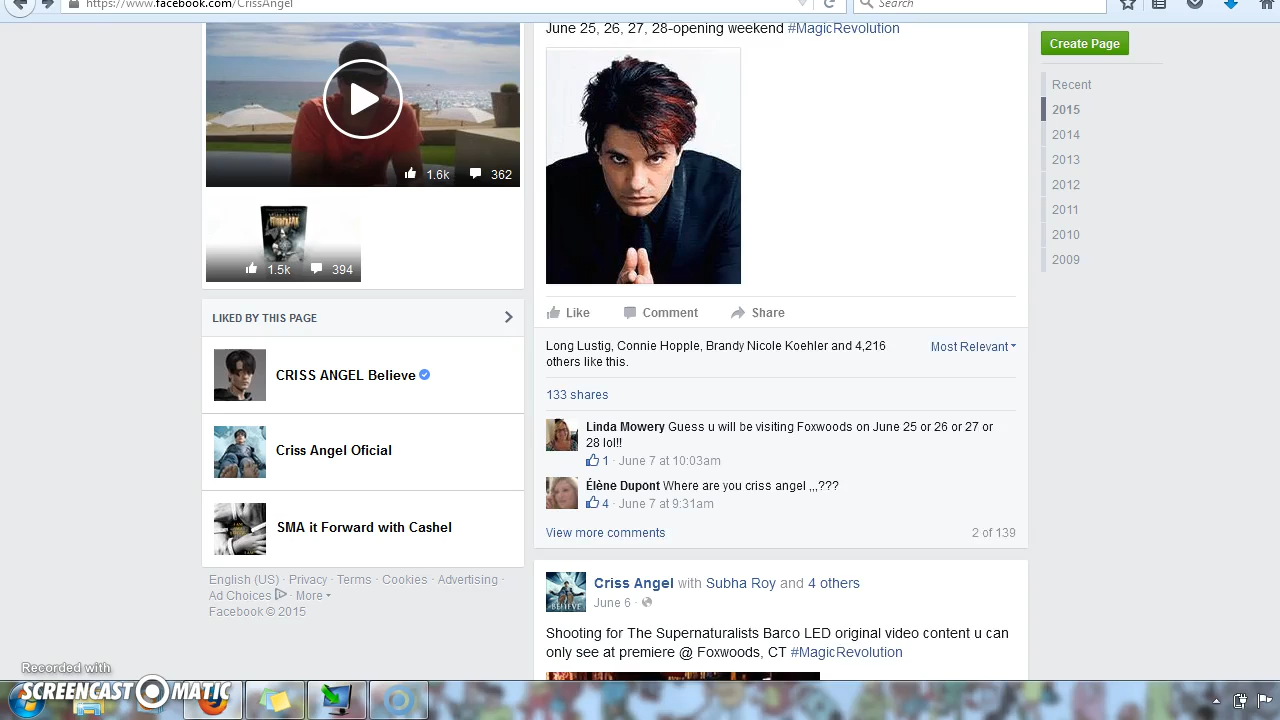 https://www.facebook.com/CrissAngel
Search
1.6k 362
1.5k 394
LIKED BY THIS PAGE
CRISS ANGEL Believe
Criss Angel Oficial
SMA it Forward with Cashel
English (US) · Privacy · Terms · Cookies · Advertising ·
Ad Choices · More
Facebook © 2015
June 25, 26, 27, 28-opening weekend #MagicRevolution
Like Comment Share
Long Lustig, Connie Hopple, Brandy Nicole Koehler and 4,216
others like this.
Most Relevant
133 shares
Linda Mowery Guess u will be visiting Foxwoods on June 25 or 26 or 27 or
28 lol!!
1 · June 7 at 10:03am
Élène Dupont Where are you criss angel ,,,???
4 · June 7 at 9:31am
View more comments 2 of 139
Criss Angel with Subha Roy and 4 others
June 6 ·
BELIEVE
Shooting for The Supernaturalists Barco LED original video content u can
only see at premiere @ Foxwoods, CT #MagicRevolution
Create Page
Recent
2015
2014
2013
2012
2011
2010
2009
Recorded with
SCREENCAST MATIC